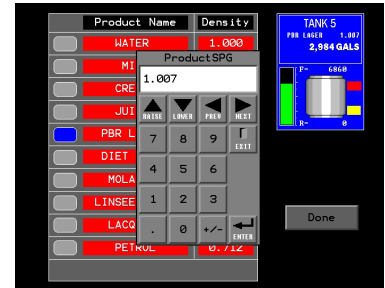 Product Name Density
WATER 1.000
ProductSPG
1.007
MI
CRE
JUI
PBR L
DIET
MOLA
LINSEE
LACQ
PETROL 0.712
RAISE LOWER PREV NEXT
7 8 9 EXIT
4 5 6
1 2 3
. 0 +/- ENTER
TANK 5
PBR LAGER 1.007
2,984 GALS
F- 6860
R- 0
Done